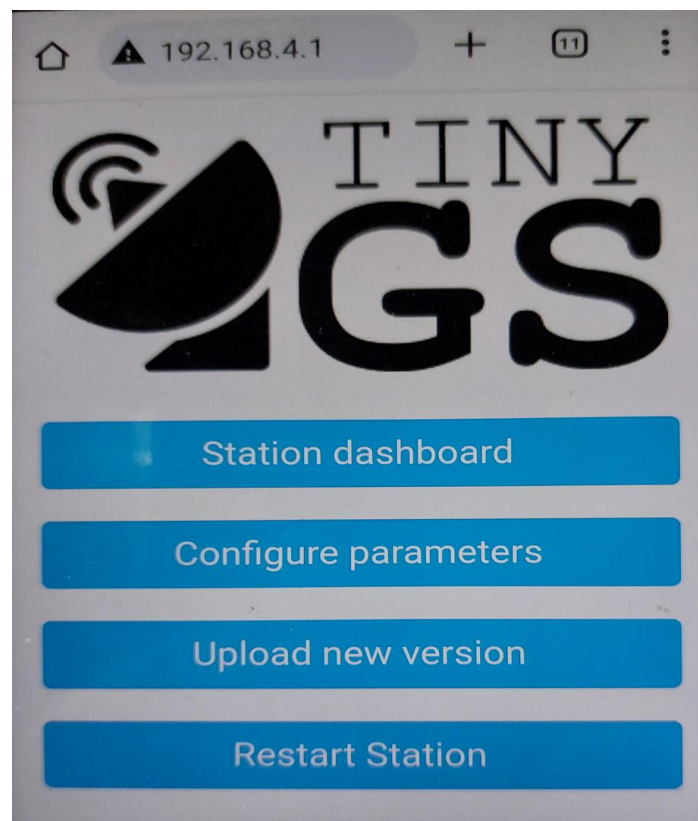 192.168.4.1
11
TINY
GS
Station dashboard
Configure parameters
Upload new version
Restart Station